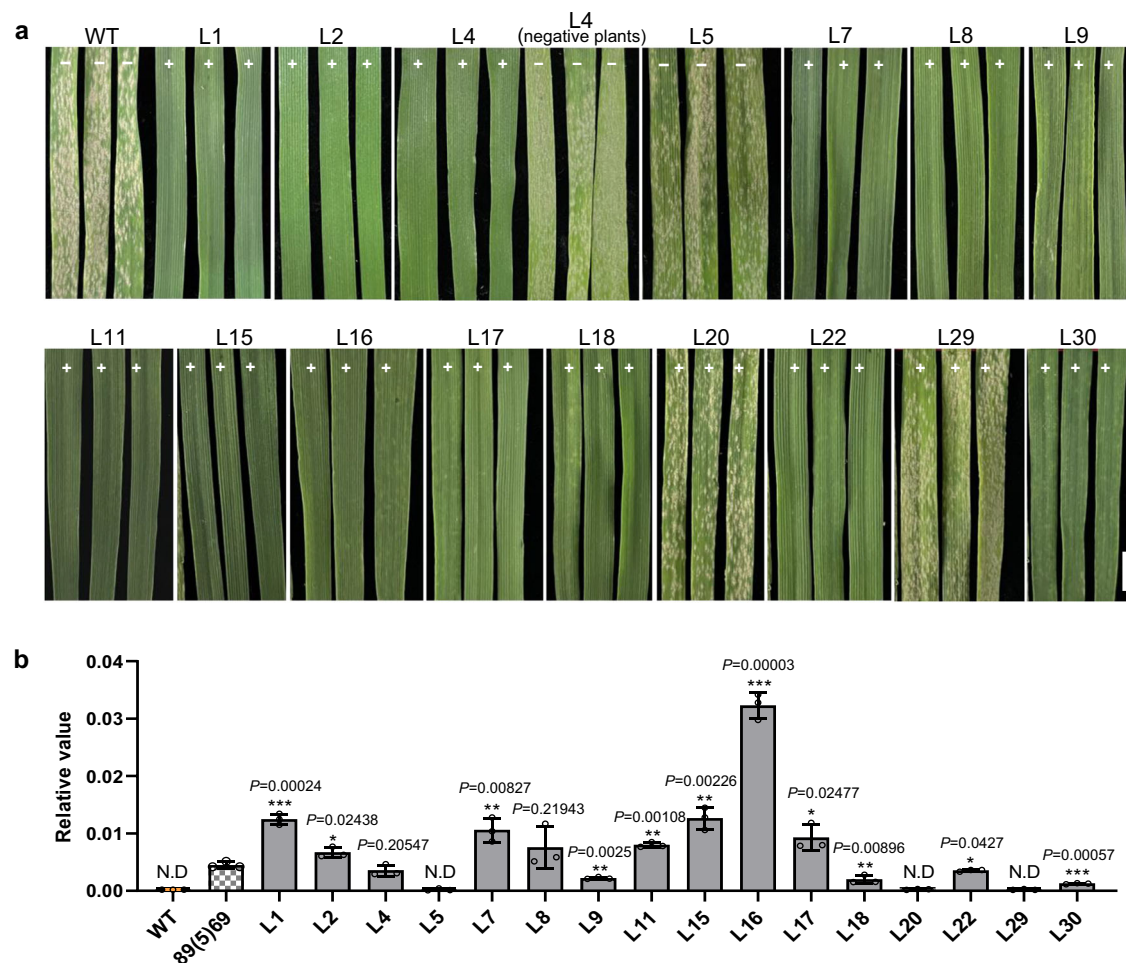 a
WT L1 L2 L4 L4 L5 L7 L8 L9
(negative plants)
− − − + + + + + + + + + − − − − − − + + + + + + + + +
L11 L15 L16 L17 L18 L20 L22 L29 L30
+ + + + + + + + + + + + + + + + + + + + + + + + + + +
b
Relative value
0.04
0.03
0.02
0.01
0.00
N.D
P=0.00024
***
P=0.02438
*
P=0.20547
N.D
P=0.00827
**
P=0.21943
P=0.0025
**
P=0.00108
**
P=0.00226
**
P=0.00003
***
P=0.02477
*
P=0.00896
**
N.D
P=0.0427
*
N.D
P=0.00057
***
WT 89(5)69 L1 L2 L4 L5 L7 L8 L9 L11 L15 L16 L17 L18 L20 L22 L29 L30